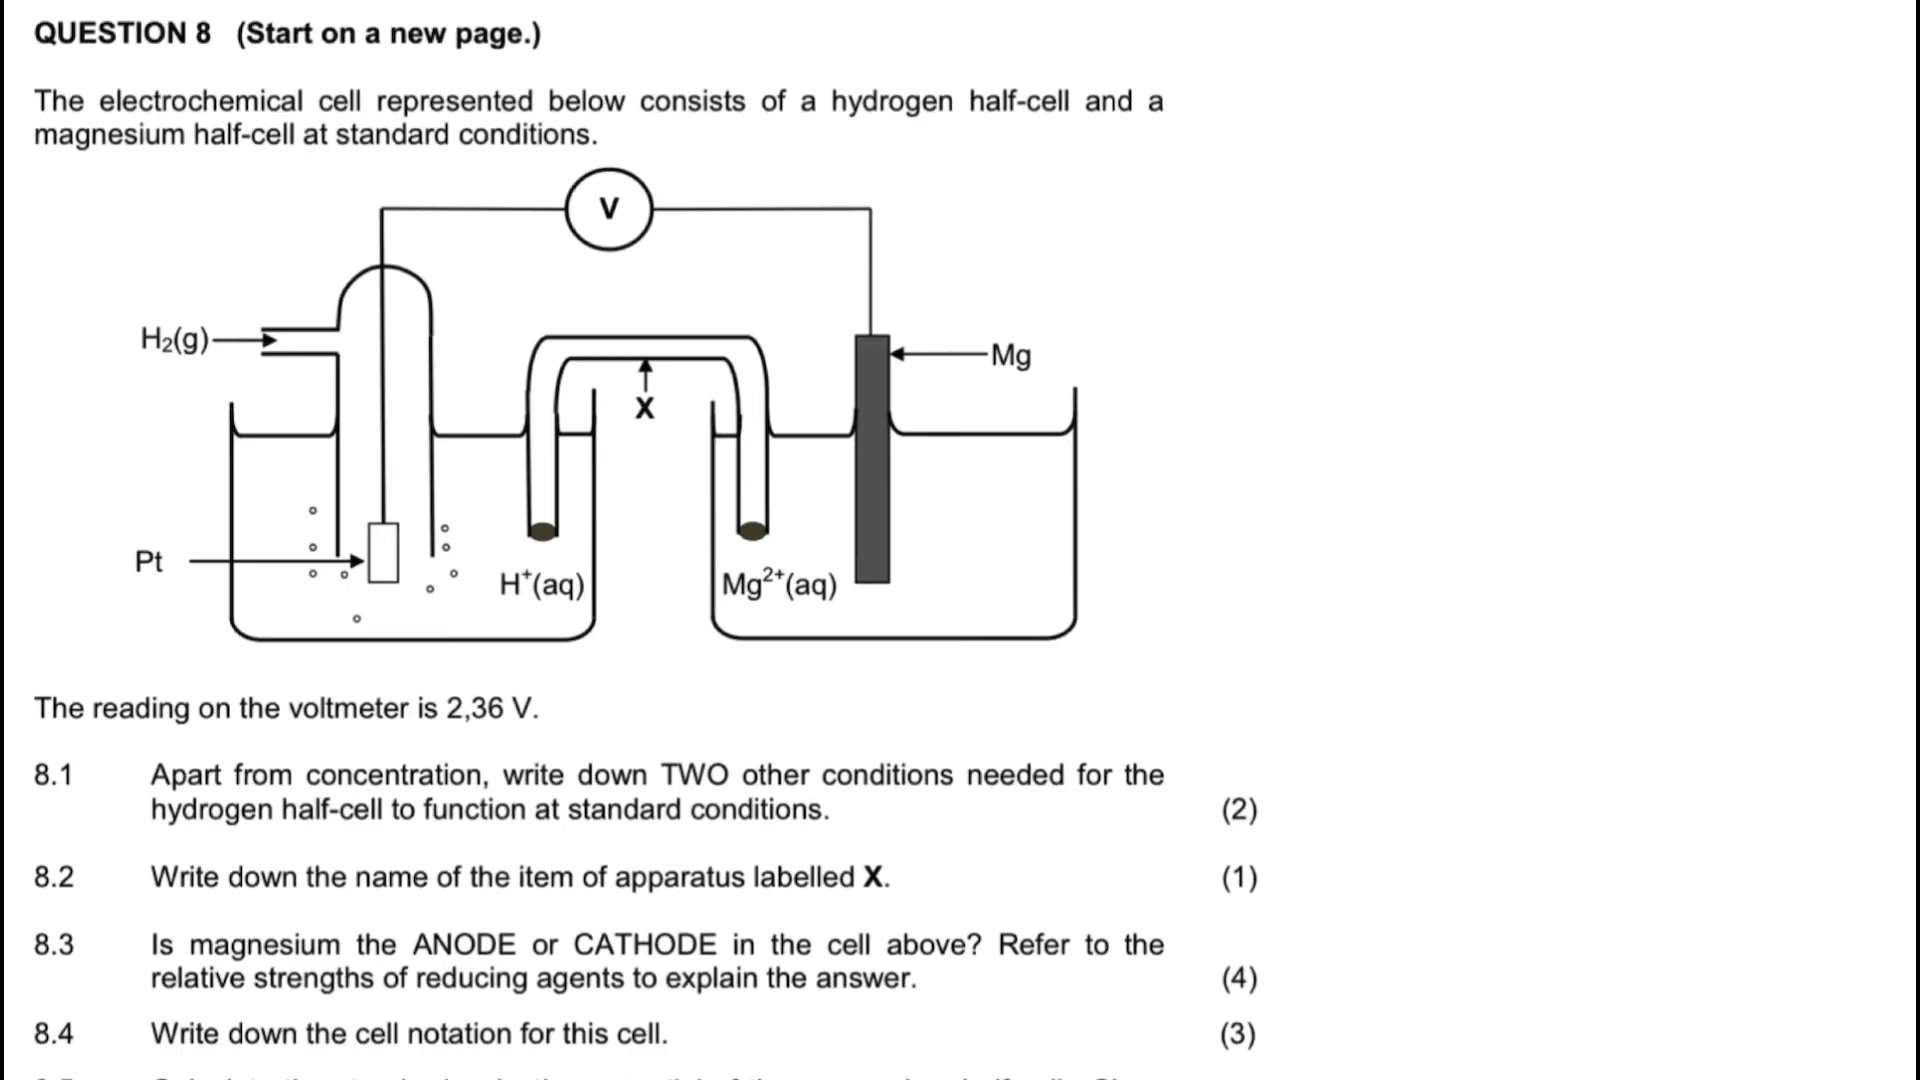 QUESTION 8 (Start on a new page.)
The electrochemical cell represented below consists of a hydrogen half-cell and a
magnesium half-cell at standard conditions.
V
H₂(g)
Mg
X
Pt
H⁺(aq)
Mg²⁺(aq)
The reading on the voltmeter is 2,36 V.
8.1 Apart from concentration, write down TWO other conditions needed for the
hydrogen half-cell to function at standard conditions. (2)
8.2 Write down the name of the item of apparatus labelled X. (1)
8.3 Is magnesium the ANODE or CATHODE in the cell above? Refer to the
relative strengths of reducing agents to explain the answer. (4)
8.4 Write down the cell notation for this cell. (3)